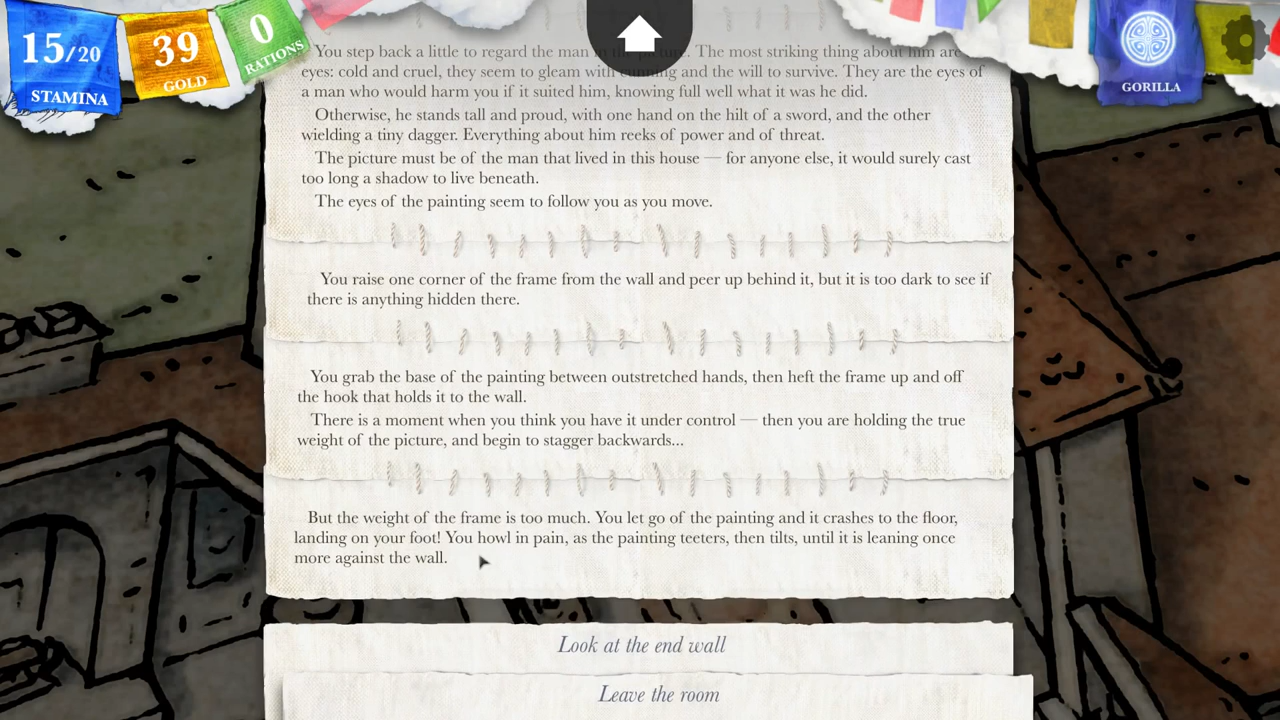 15/20
STAMINA
39
GOLD
0
RATIONS
GORILLA
You step back a little to regard the man in the picture. The most striking thing about him are
eyes: cold and cruel, they seem to gleam with cunning and the will to survive. They are the eyes of
a man who would harm you if it suited him, knowing full well what it was he did.
Otherwise, he stands tall and proud, with one hand on the hilt of a sword, and the other
wielding a tiny dagger. Everything about him reeks of power and of threat.
The picture must be of the man that lived in this house — for anyone else, it would surely cast
too long a shadow to live beneath.
The eyes of the painting seem to follow you as you move.
You raise one corner of the frame from the wall and peer up behind it, but it is too dark to see if
there is anything hidden there.
You grab the base of the painting between outstretched hands, then heft the frame up and off
the hook that holds it to the wall.
There is a moment when you think you have it under control — then you are holding the true
weight of the picture, and begin to stagger backwards...
But the weight of the frame is too much. You let go of the painting and it crashes to the floor,
landing on your foot! You howl in pain, as the painting teeters, then tilts, until it is leaning once
more against the wall.
Look at the end wall
Leave the room